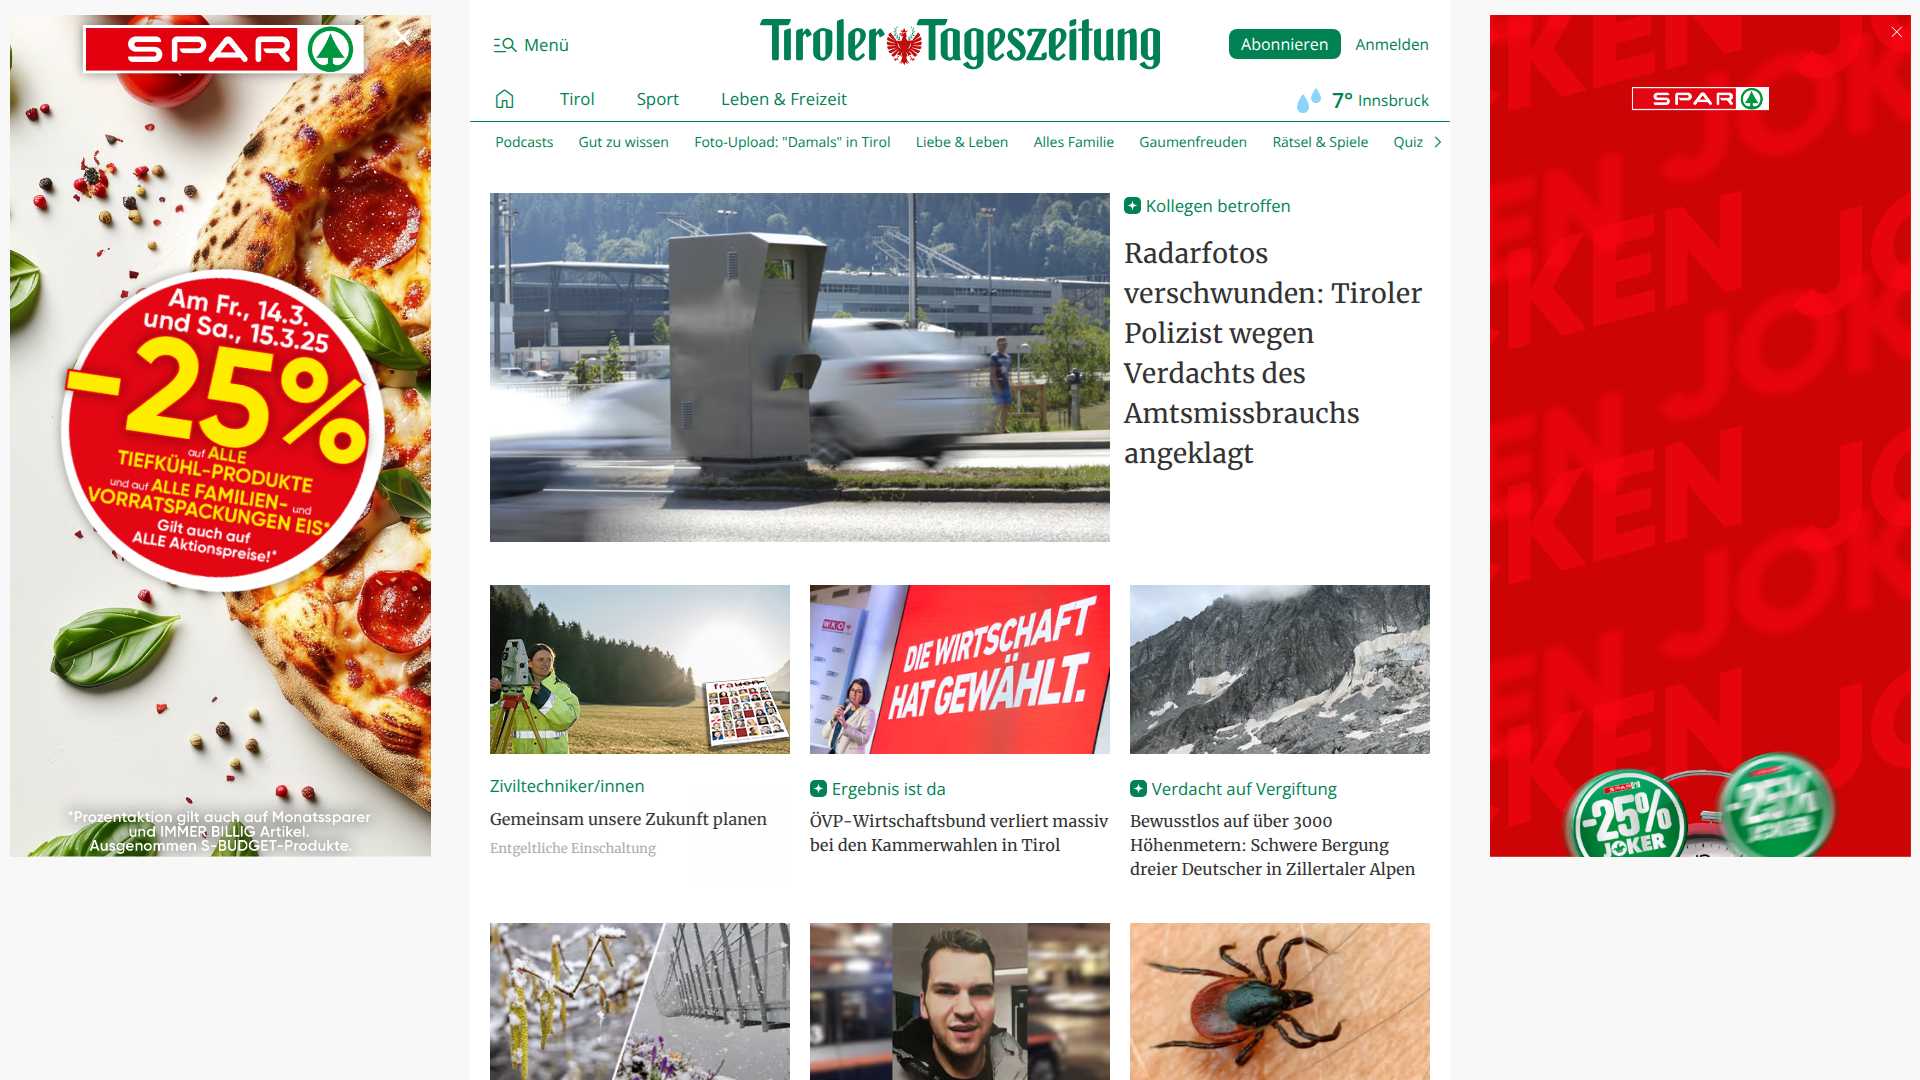 SPAR
Am Fr., 14.3.
und Sa., 15.3.25
-25%
auf ALLE
TIEFKÜHL-PRODUKTE
und auf ALLE FAMILIEN- und
VORRATSPACKUNGEN EIS*
Gilt auch auf
ALLE Aktionspreise!*
*Prozentaktion gilt auch auf Monatssparer
und IMMER BILLIG Artikel.
Ausgenommen S-BUDGET-Produkte.
Menü
Tiroler Tageszeitung
Abonnieren
Anmelden
Tirol
Sport
Leben & Freizeit
7° Innsbruck
Podcasts
Gut zu wissen
Foto-Upload: "Damals" in Tirol
Liebe & Leben
Alles Familie
Gaumenfreuden
Rätsel & Spiele
Quiz
Kollegen betroffen
Radarfotos
verschwunden: Tiroler
Polizist wegen
Verdachts des
Amtsmissbrauchs
angeklagt
frauen
Ziviltechniker/innen
Gemeinsam unsere Zukunft planen
Entgeltliche Einschaltung
WKO
DIE WIRTSCHAFT
HAT GEWÄHLT.
Ergebnis ist da
ÖVP-Wirtschaftsbund verliert massiv
bei den Kammerwahlen in Tirol
Verdacht auf Vergiftung
Bewusstlos auf über 3000
Höhenmetern: Schwere Bergung
dreier Deutscher in Zillertaler Alpen
SPAR
JOKER
-25%
JOKER
-25%